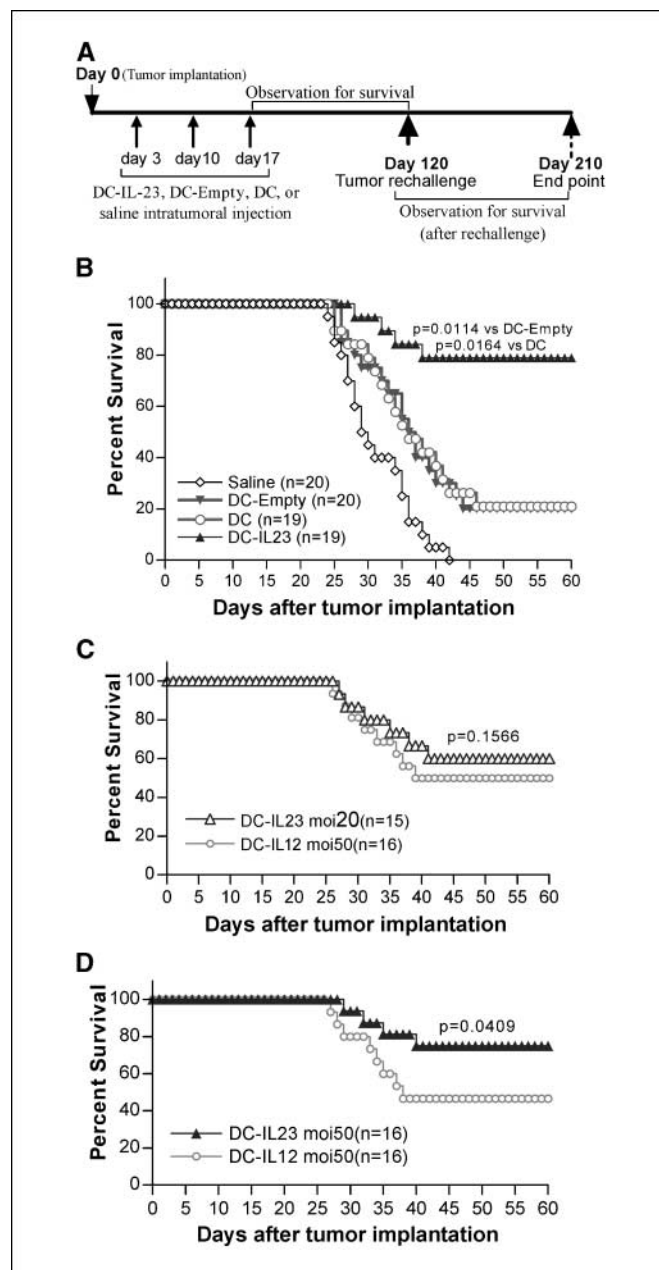 A
Day 0 (Tumor implantation)
Observation for survival
day 3
day 10
day17
Day 120
Tumor rechallenge
Day 210
End point
DC-IL-23, DC-Empty, DC, or
saline intratumoral injection
Observation for survival
(after rechallenge)
B
Percent Survival
100
80
60
40
20
0
p=0.0114 vs DC-Empty
p=0.0164 vs DC
Saline (n=20)
DC-Empty (n=20)
DC (n=19)
DC-IL23 (n=19)
0 5 10 15 20 25 30 35 40 45 50 55 60
Days after tumor implantation
C
Percent Survival
100
80
60
40
20
0
p=0.1566
DC-IL23 moi20(n=15)
DC-IL12 moi50(n=16)
0 5 10 15 20 25 30 35 40 45 50 55 60
Days after tumor implantation
D
Percent Survival
100
80
60
40
20
0
p=0.0409
DC-IL23 moi50(n=16)
DC-IL12 moi50(n=16)
0 5 10 15 20 25 30 35 40 45 50 55 60
Days after tumor implantation